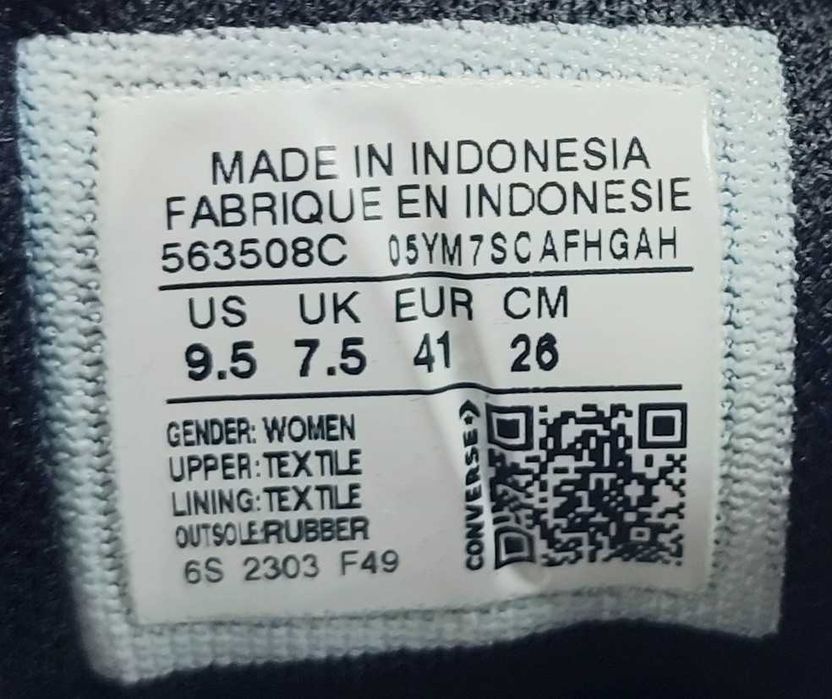 MADE IN INDONESIA
FABRIQUE EN INDONESIE
563508C 05YM7SCAFHGAH
US UK EUR CM
9.5 7.5 41 26
GENDER: WOMEN
UPPER: TEXTILE
LINING: TEXTILE
OUTSOLE:RUBBER
6S 2303 F49
CONVERSE